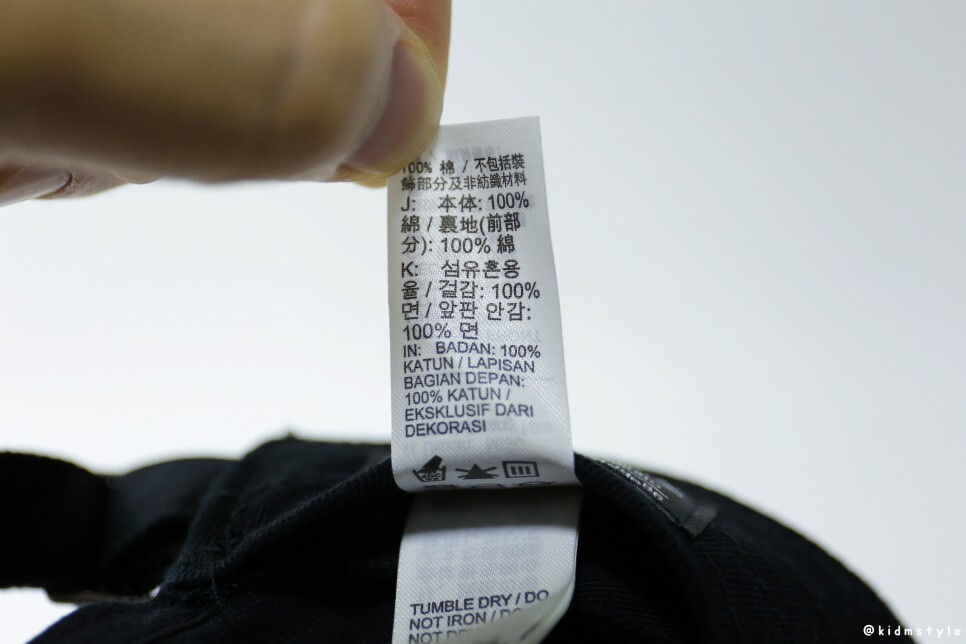 100% 棉 / 不包括裝
飾部分及非紡織材料
J: 本体: 100%
綿 / 裏地(前部
分): 100% 綿
K: 섬유혼용
율 / 겉감: 100%
면 / 앞판 안감:
100% 면
IN: BADAN: 100%
KATUN / LAPISAN
BAGIAN DEPAN:
100% KATUN /
EKSKLUSIF DARI
DEKORASI
TUMBLE DRY / DO
NOT IRON / DO
NOT DRY
@kidmstyle